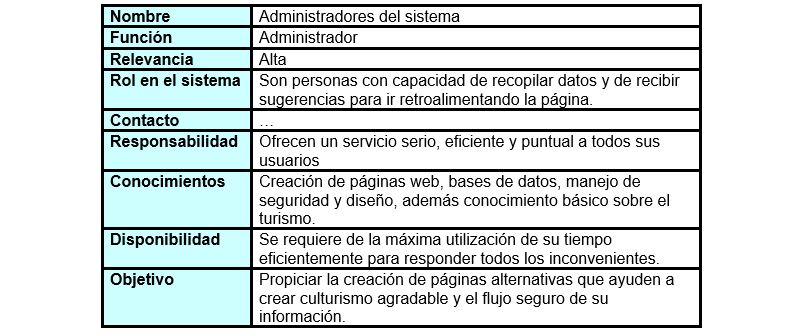 Nombre Administradores del sistema
Función Administrador
Relevancia Alta
Rol en el sistema Son personas con capacidad de recopilar datos y de recibir
sugerencias para ir retroalimentando la página.
Contacto ...
Responsabilidad Ofrecen un servicio serio, eficiente y puntual a todos sus
usuarios
Conocimientos Creación de páginas web, bases de datos, manejo de
seguridad y diseño, además conocimiento básico sobre el
turismo.
Disponibilidad Se requiere de la máxima utilización de su tiempo
eficientemente para responder todos los inconvenientes.
Objetivo Propiciar la creación de páginas alternativas que ayuden a
crear culturismo agradable y el flujo seguro de su
información.